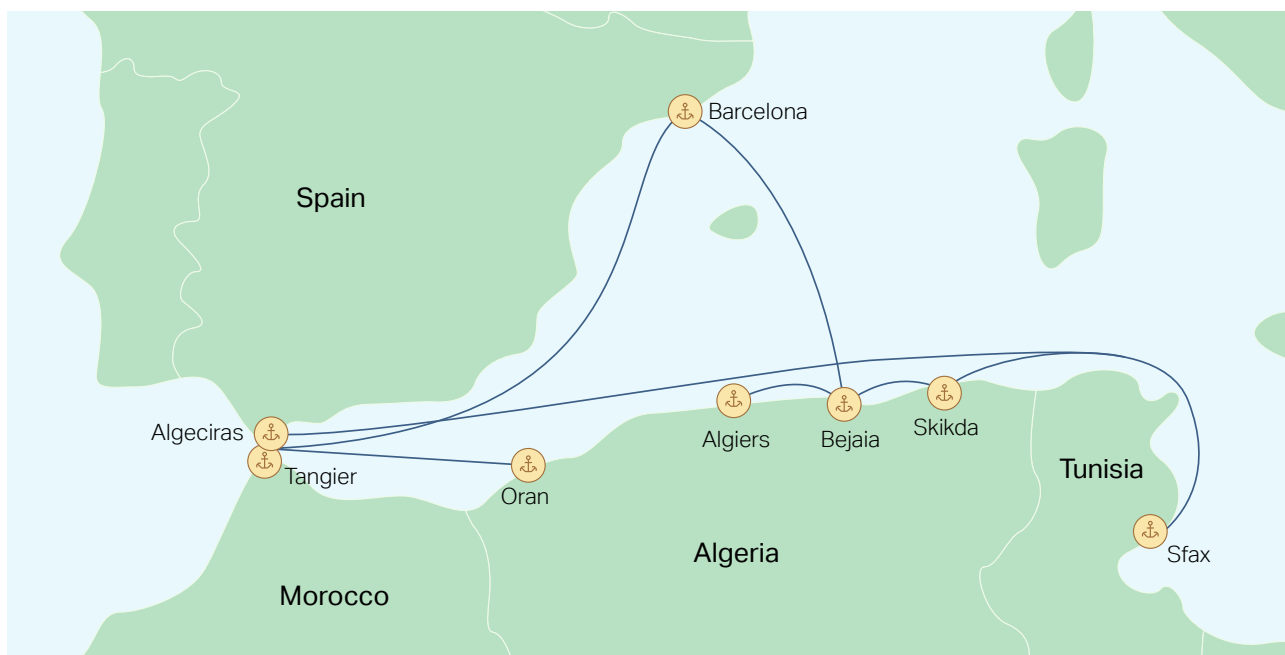 Barcelona
Spain
Algeciras
Tangier
Oran
Algiers
Bejaia
Skikda
Tunisia
Sfax
Algeria
Morocco